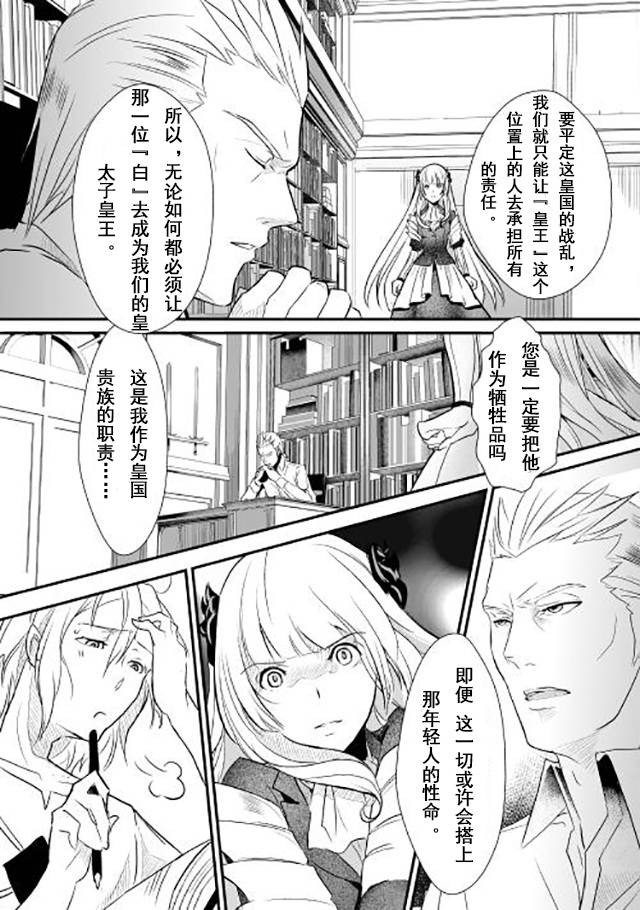 要平定这皇国的战乱，
我们就只能让『皇王』这个
位置上的人去承担所有
的责任。
所以，无论如何都必须让
那一位『白』去成为我们的皇
太子皇王。
您是一定要把他
作为牺牲品吗
这是我作为皇国
贵族的职责……
即便 这一切或许会搭上
那年轻人的性命。